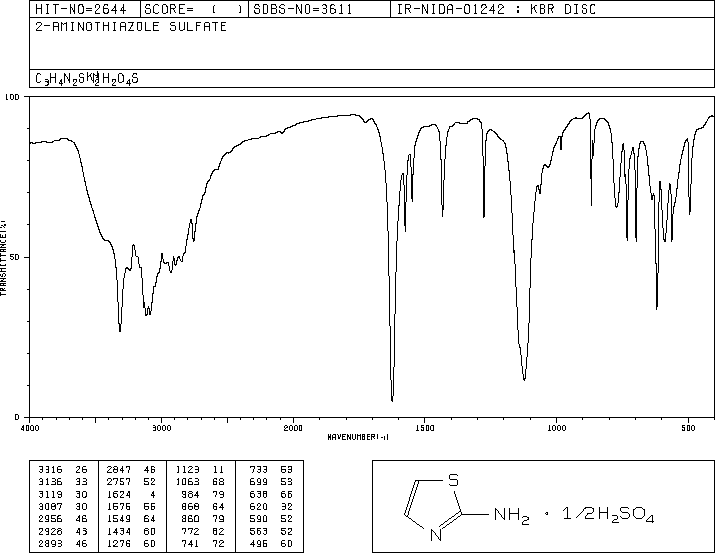 HIT-NO=2644 SCORE= ( ) SDBS-NO=3611 IR-NIDA-01242 : KBR DISC
2-AMINOTHIAZOLE SULFATE
100
50
0
TRANSMITTANCE(%)
4000 3000 2000 1500 1000 500
WAVENUMBER(-1)
3316 26 2847 46 1123 11 733 53
3136 33 2757 52 1063 68 699 53
3119 30 1624 4 984 79 638 66
3087 30 1576 56 868 64 620 32
2956 46 1549 64 860 79 590 52
2928 43 1434 60 772 62 563 52
2893 46 1276 60 741 72 496 60
S
N
NH2 · 1/2H2SO4